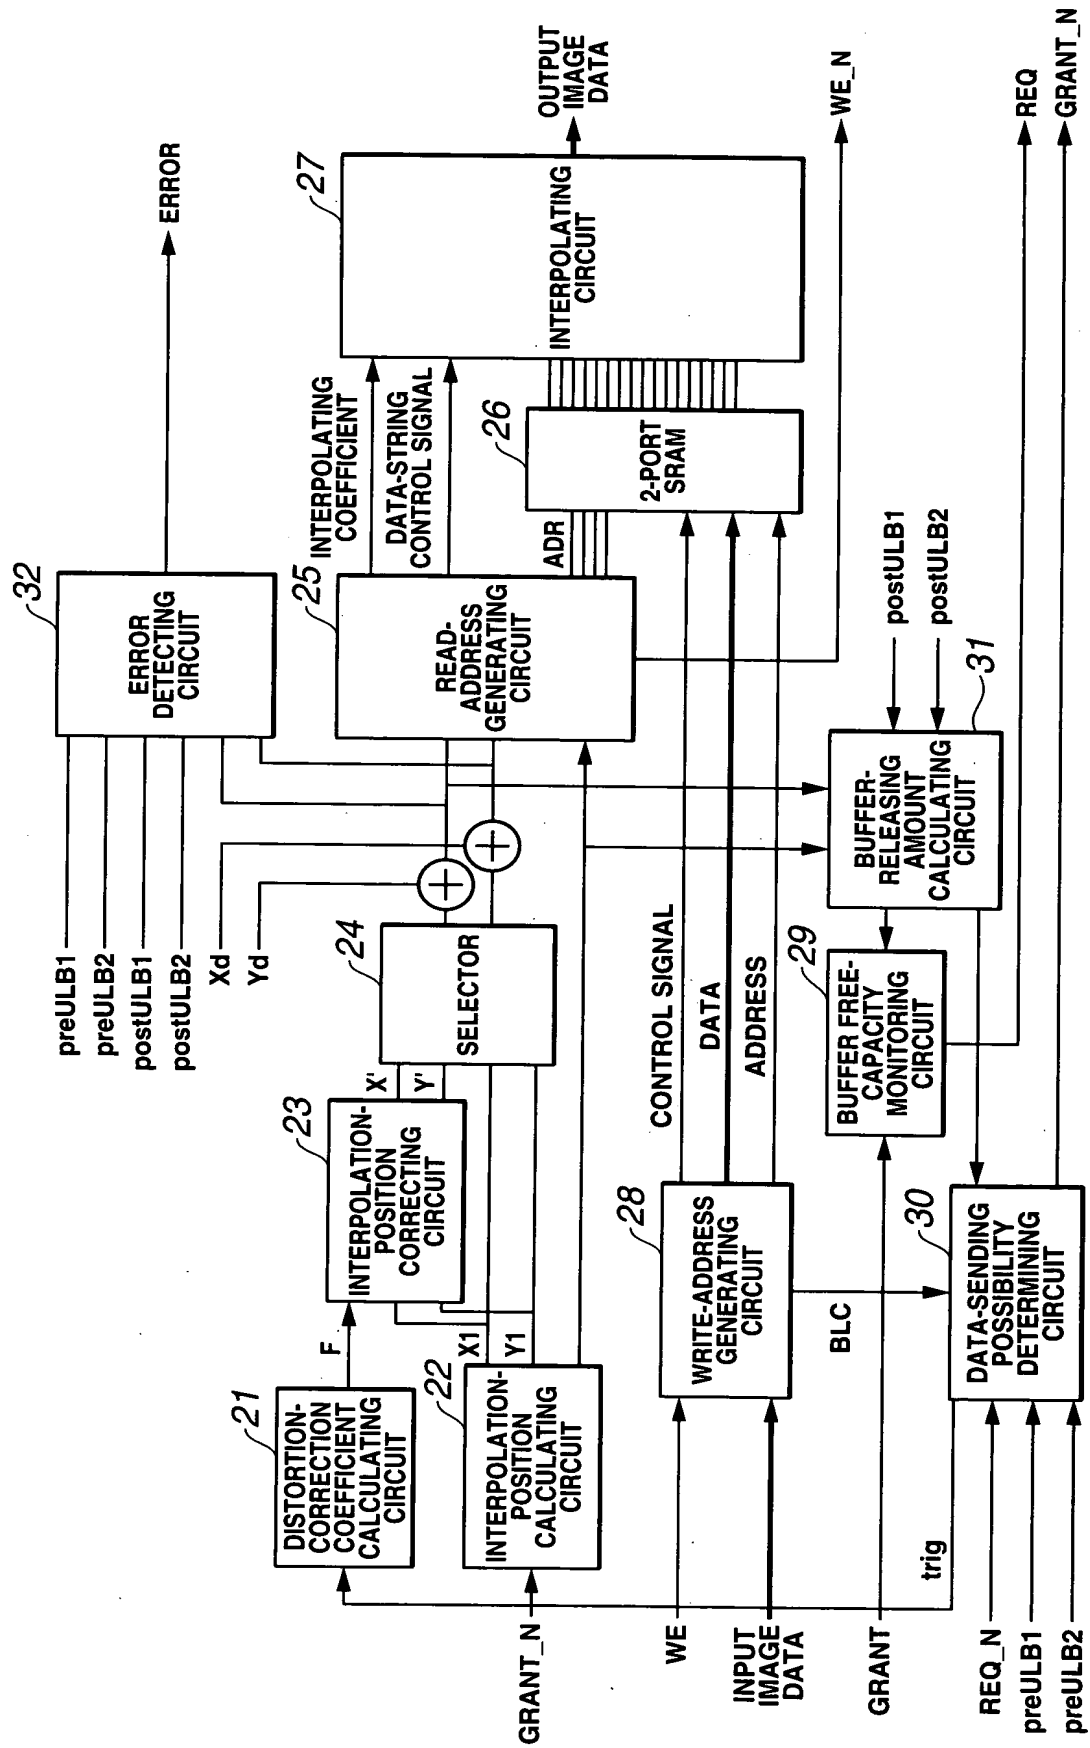 preULB1
preULB2
postULB1
postULB2
Xd
Yd
32
ERROR
DETECTING
CIRCUIT
ERROR
21
DISTORTION-
CORRECTION
COEFFICIENT
CALCULATING
CIRCUIT
F
23
INTERPOLATION-
POSITION
CORRECTING
CIRCUIT
X'
Y'
24
SELECTOR
25
READ-
ADDRESS
GENERATING
CIRCUIT
INTERPOLATING
COEFFICIENT
DATA-STRING
CONTROL SIGNAL
ADR
27
INTERPOLATING
CIRCUIT
OUTPUT
IMAGE
DATA
GRANT_N
22
INTERPOLATION-
POSITION
CALCULATING
CIRCUIT
X1
Y1
26
2-PORT
SRAM
WE_N
WE
INPUT
IMAGE
DATA
28
WRITE-ADDRESS
GENERATING
CIRCUIT
CONTROL SIGNAL
DATA
ADDRESS
BLC
GRANT
29
BUFFER FREE-
CAPACITY
MONITORING
CIRCUIT
BUFFER-
RELEASING
AMOUNT
CALCULATING
CIRCUIT
31
postULB1
postULB2
REQ
trig
REQ_N
preULB1
preULB2
30
DATA-SENDING
POSSIBILITY
DETERMINING
CIRCUIT
GRANT_N